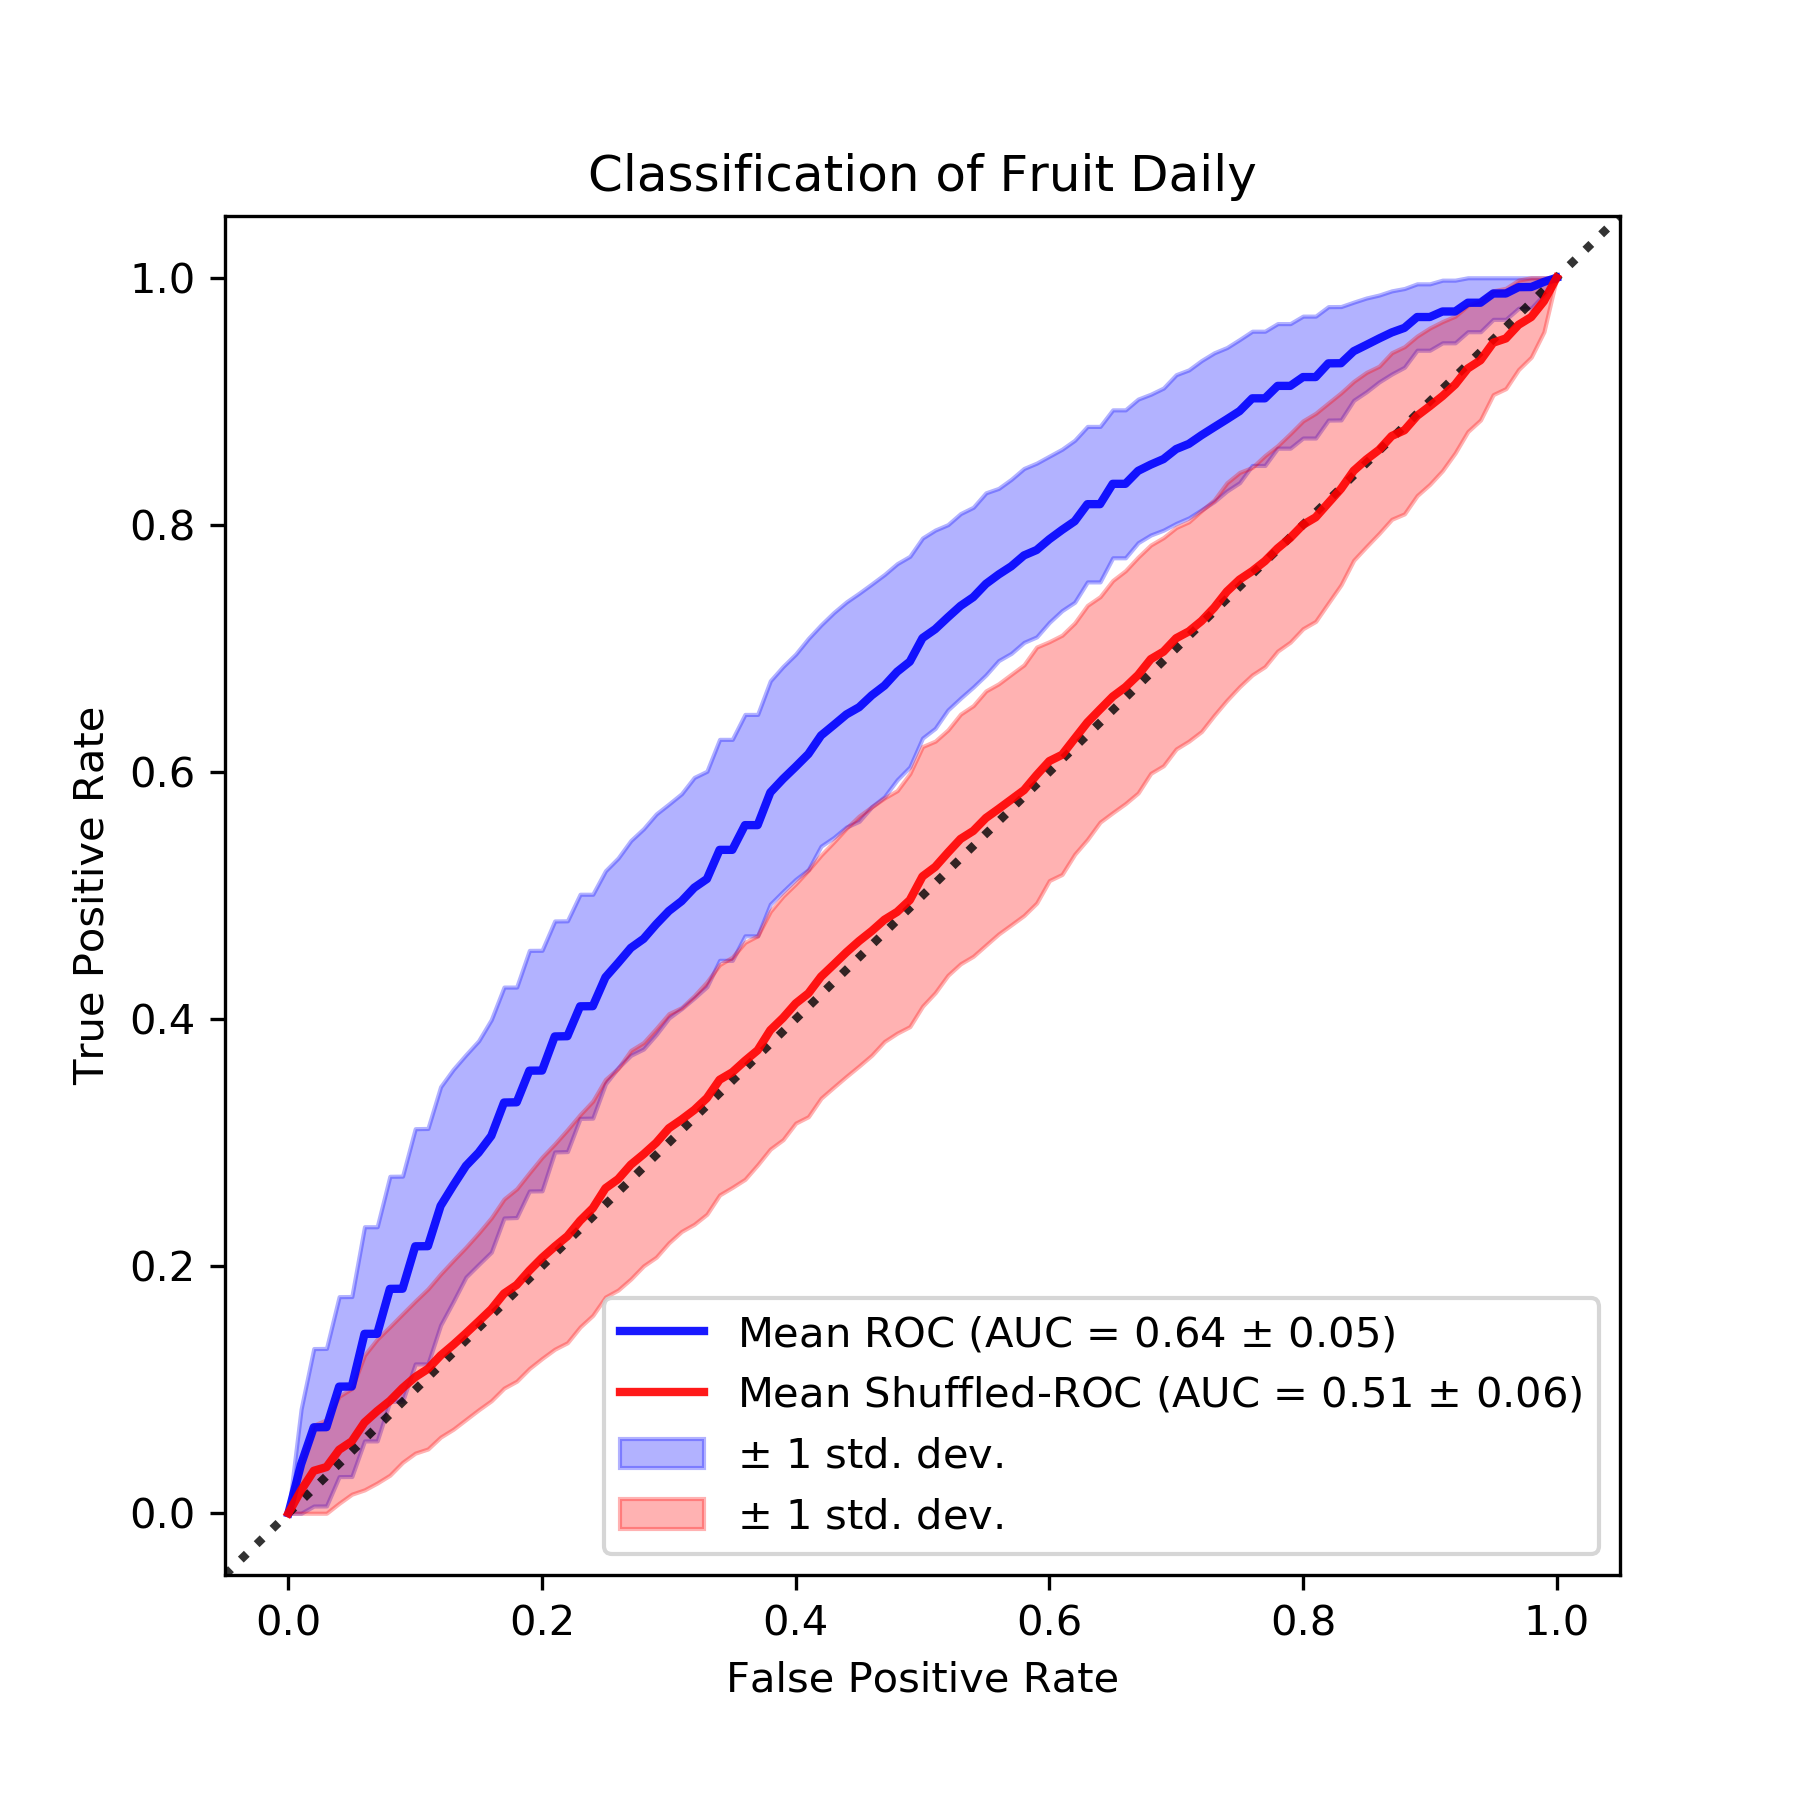 Classification of Fruit Daily
True Positive Rate
1.0
0.8
0.6
0.4
0.2
0.0
Mean ROC (AUC = 0.64 ± 0.05)
Mean Shuffled-ROC (AUC = 0.51 ± 0.06)
± 1 std. dev.
± 1 std. dev.
0.0 0.2 0.4 0.6 0.8 1.0
False Positive Rate